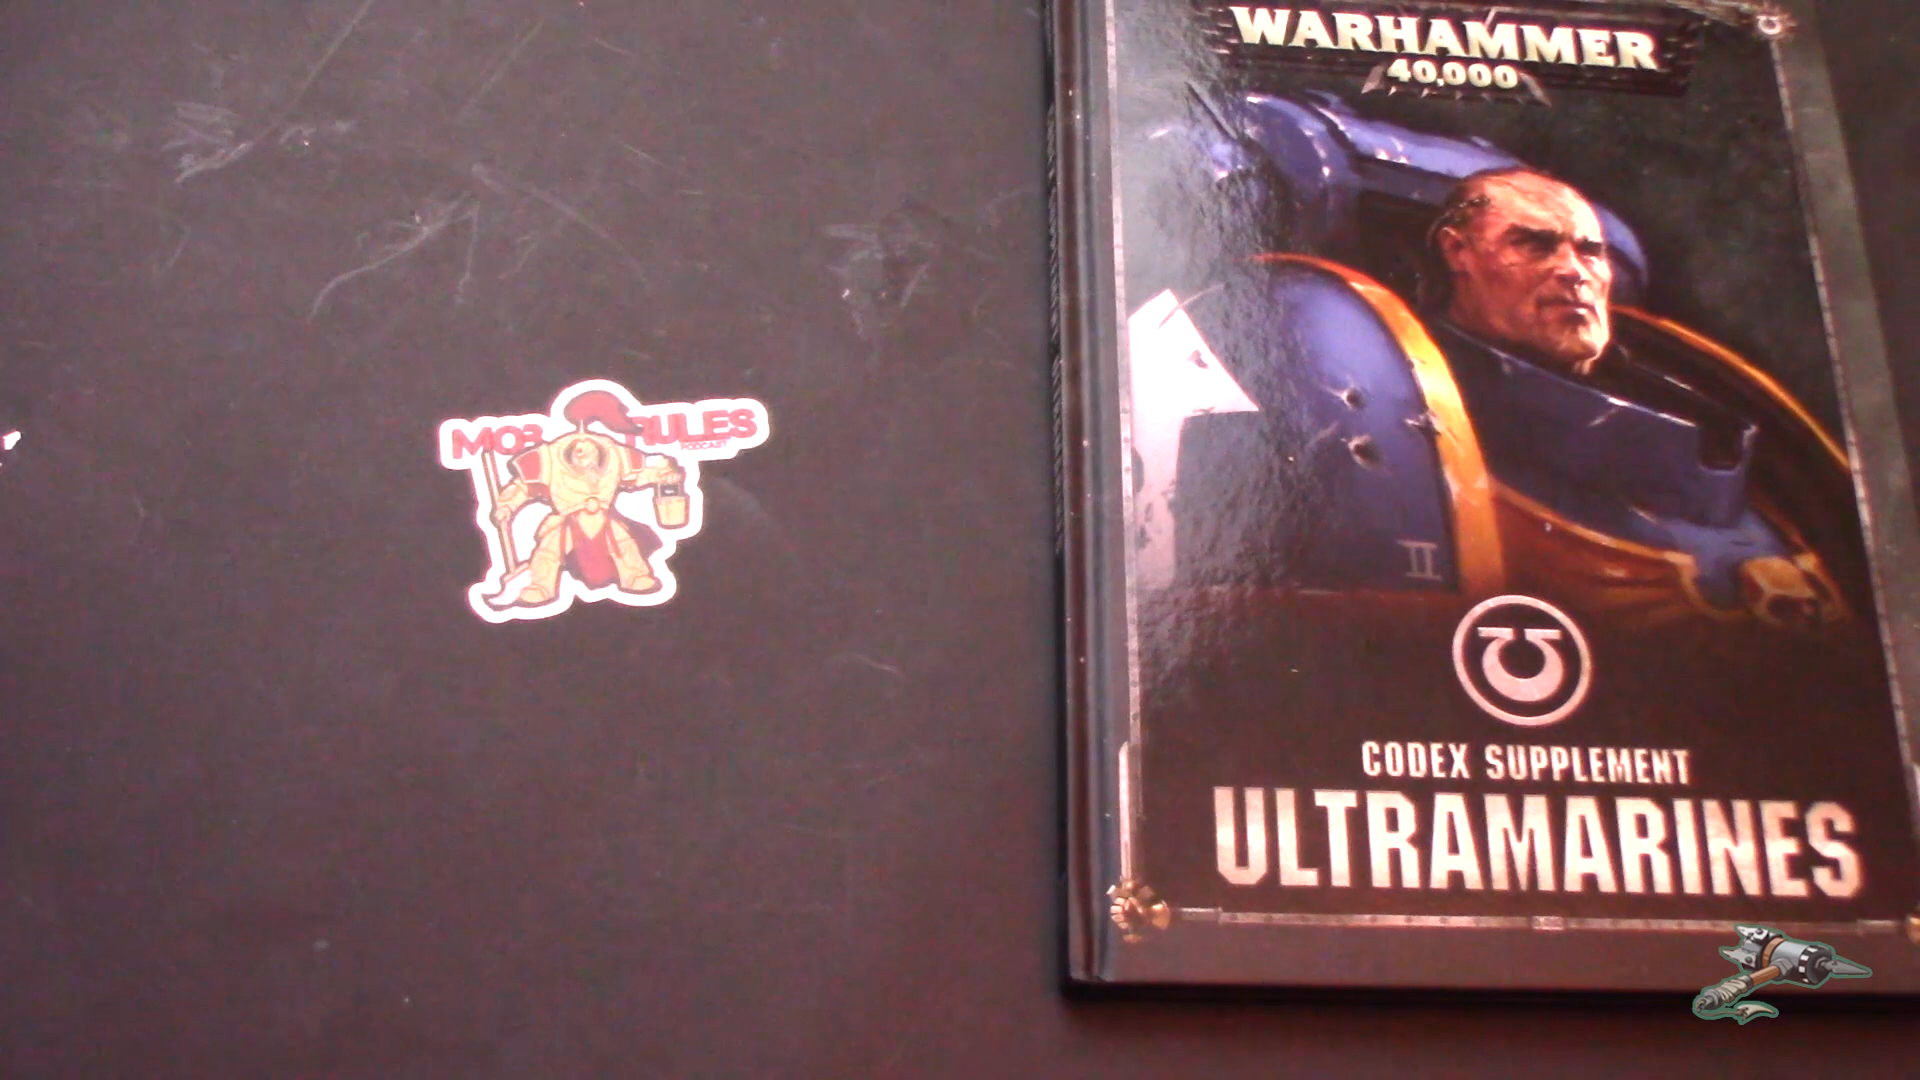 MOB RULES
PODCAST
WARHAMMER
40,000
II
CODEX SUPPLEMENT
ULTRAMARINES